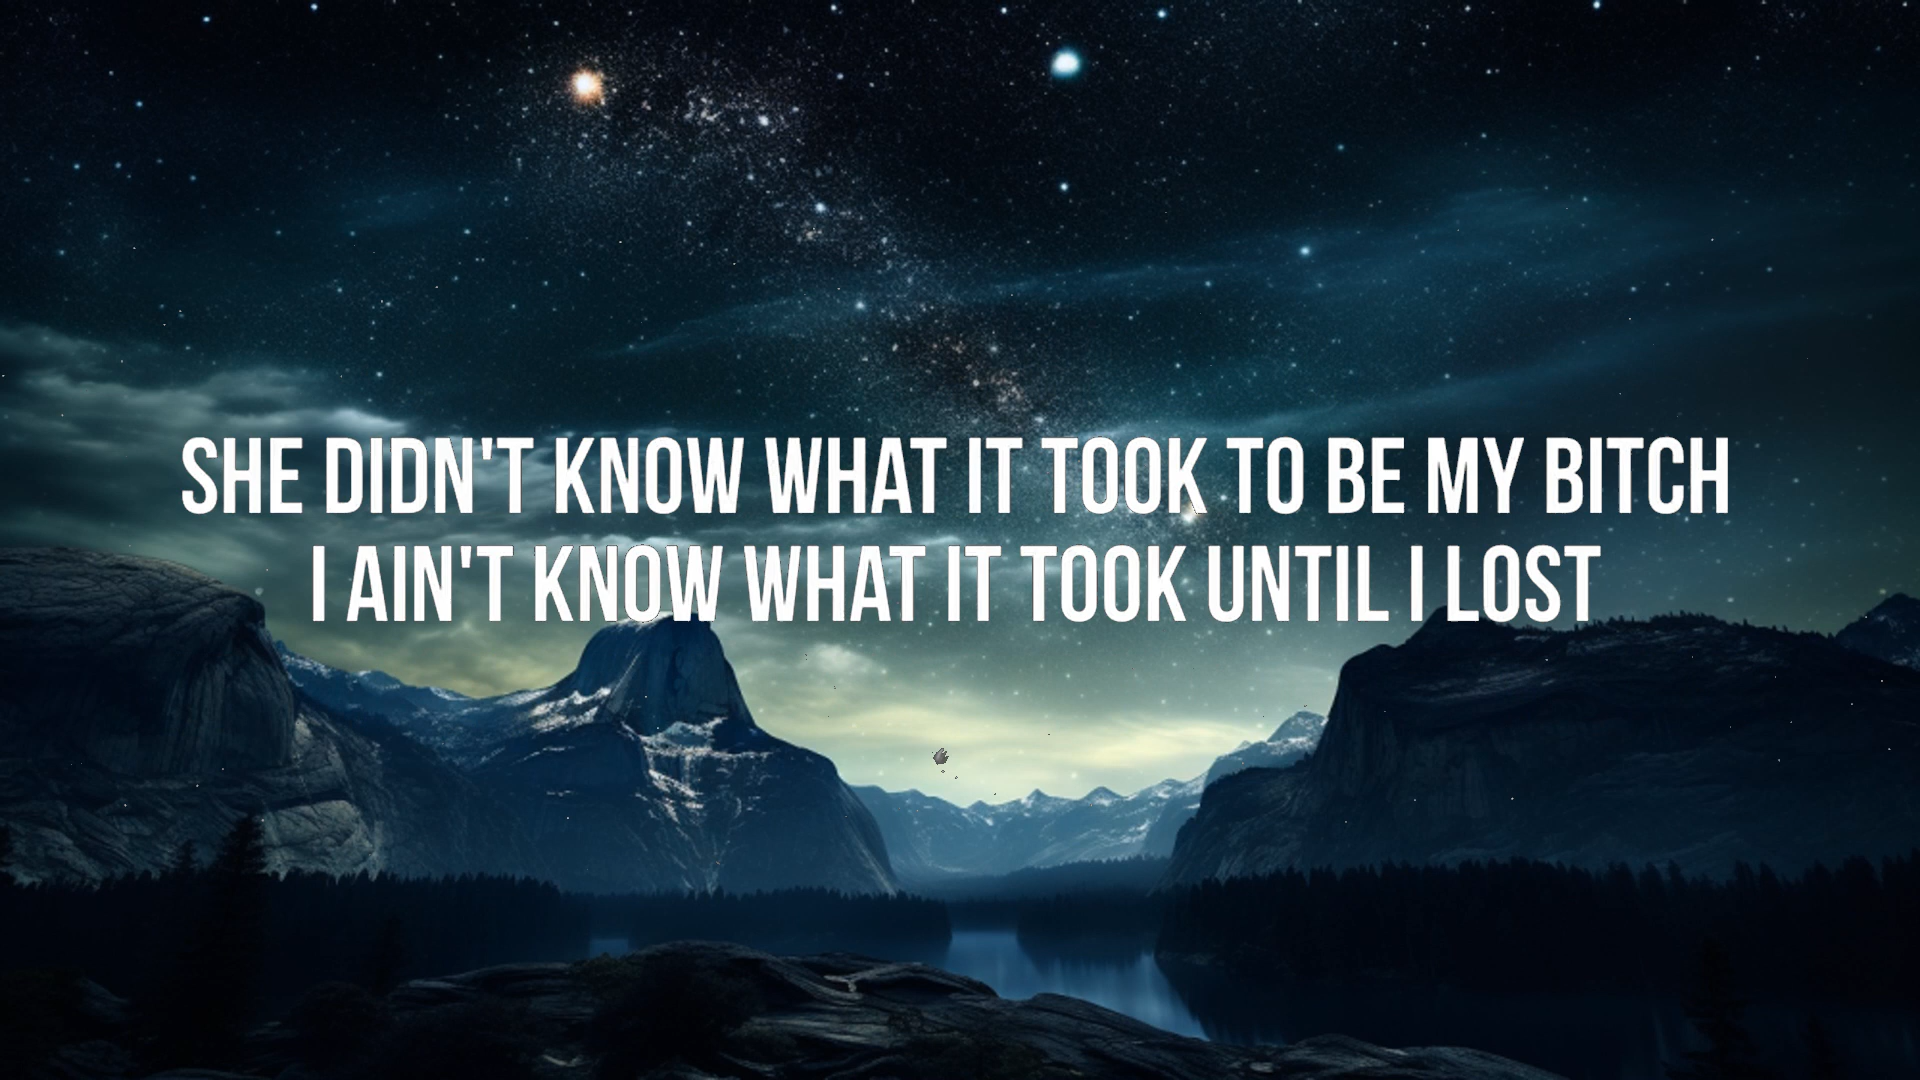 SHE DIDN'T KNOW WHAT IT TOOK TO BE MY BITCH
I AIN'T KNOW WHAT IT TOOK UNTIL I LOST